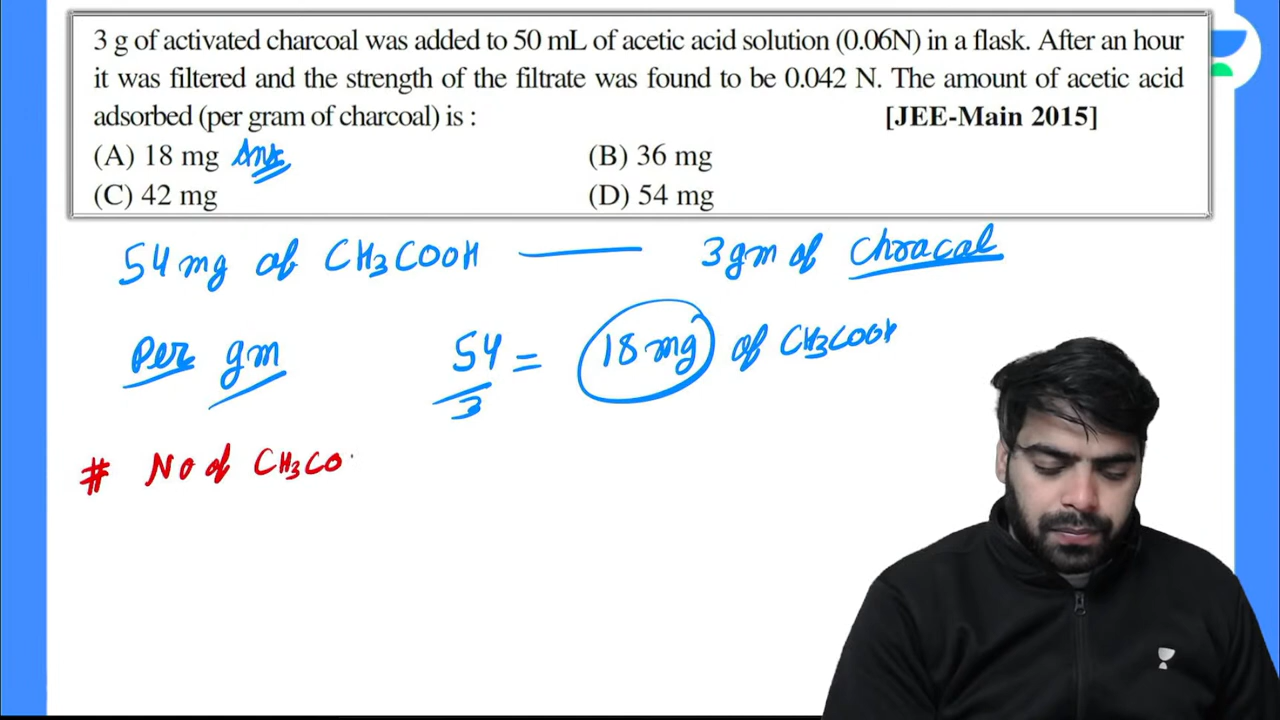 3 g of activated charcoal was added to 50 mL of acetic acid solution (0.06N) in a flask. After an hour
it was filtered and the strength of the filtrate was found to be 0.042 N. The amount of acetic acid
adsorbed (per gram of charcoal) is : [JEE-Main 2015]
(A) 18 mg Ans (B) 36 mg
(C) 42 mg (D) 54 mg
54 mg of CH3COOH —— 3 gm of Chracal
Per gm 54/3 = 18 mg of CH3COOH
# No of CH3CO